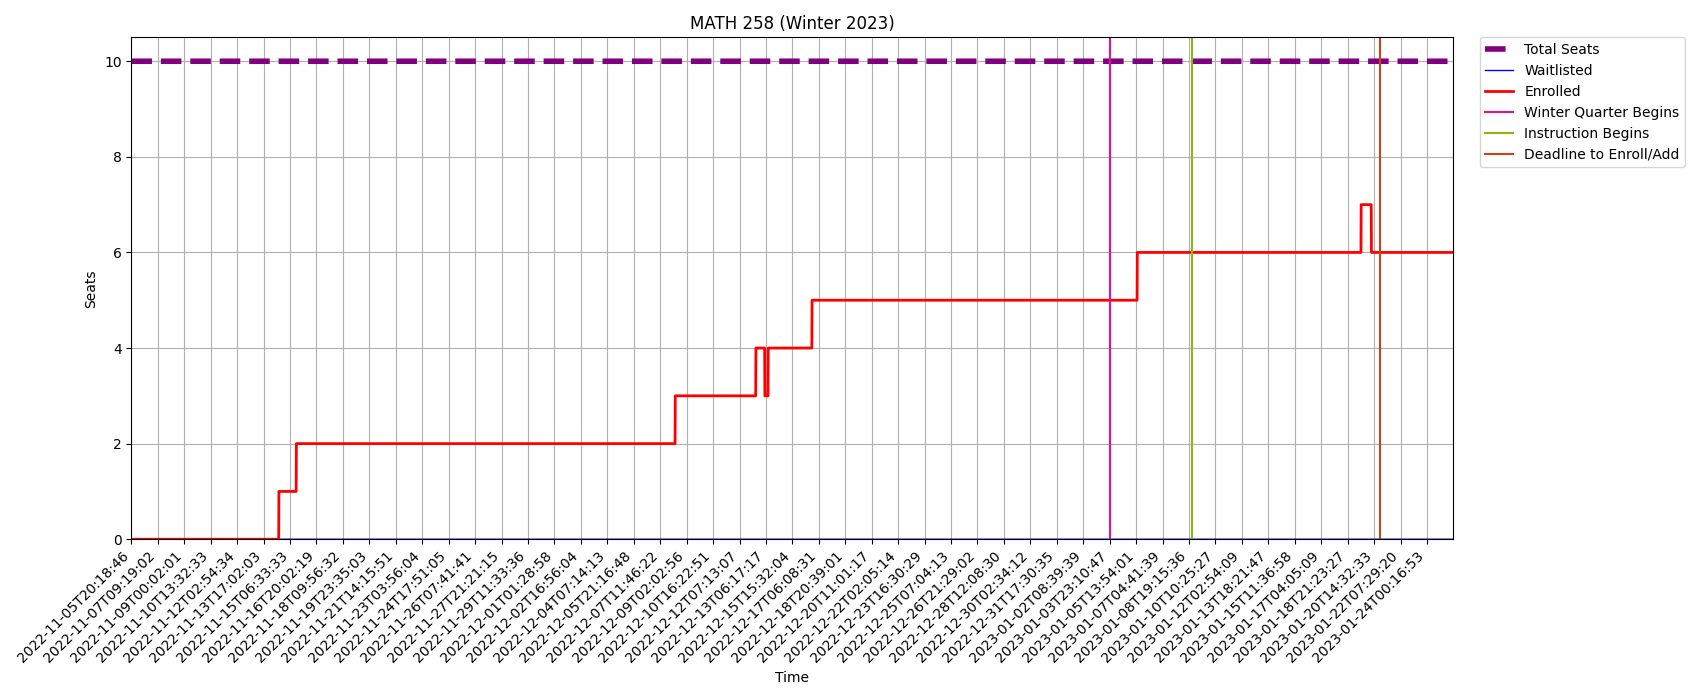 MATH 258 (Winter 2023)
Total Seats
Waitlisted
Enrolled
Winter Quarter Begins
Instruction Begins
Deadline to Enroll/Add
Seats
10
8
6
4
2
0
2022-11-05T20:18:46
2022-11-07T09:19:02
2022-11-09T00:02:01
2022-11-10T13:32:33
2022-11-12T02:54:34
2022-11-13T17:02:03
2022-11-15T06:33:33
2022-11-16T20:02:19
2022-11-18T09:56:32
2022-11-19T23:35:03
2022-11-21T14:15:51
2022-11-23T03:56:04
2022-11-24T17:51:05
2022-11-26T07:41:41
2022-11-27T21:21:15
2022-11-29T11:33:36
2022-12-01T01:28:58
2022-12-02T16:56:04
2022-12-04T07:14:13
2022-12-05T21:16:48
2022-12-07T11:46:22
2022-12-09T02:02:56
2022-12-10T16:22:51
2022-12-12T07:13:07
2022-12-13T06:17:17
2022-12-15T15:32:04
2022-12-17T06:08:31
2022-12-18T20:39:01
2022-12-20T11:01:17
2022-12-22T02:05:14
2022-12-23T16:30:29
2022-12-25T07:04:13
2022-12-26T21:29:02
2022-12-28T12:08:30
2022-12-30T02:34:12
2022-12-31T17:30:35
2023-01-02T08:39:39
2023-01-03T23:10:47
2023-01-05T13:54:01
2023-01-07T04:41:39
2023-01-08T19:15:36
2023-01-10T10:25:27
2023-01-12T02:54:09
2023-01-13T18:21:47
2023-01-15T11:36:58
2023-01-17T04:05:09
2023-01-18T21:23:27
2023-01-20T14:32:33
2023-01-22T07:29:20
2023-01-24T00:16:53
Time